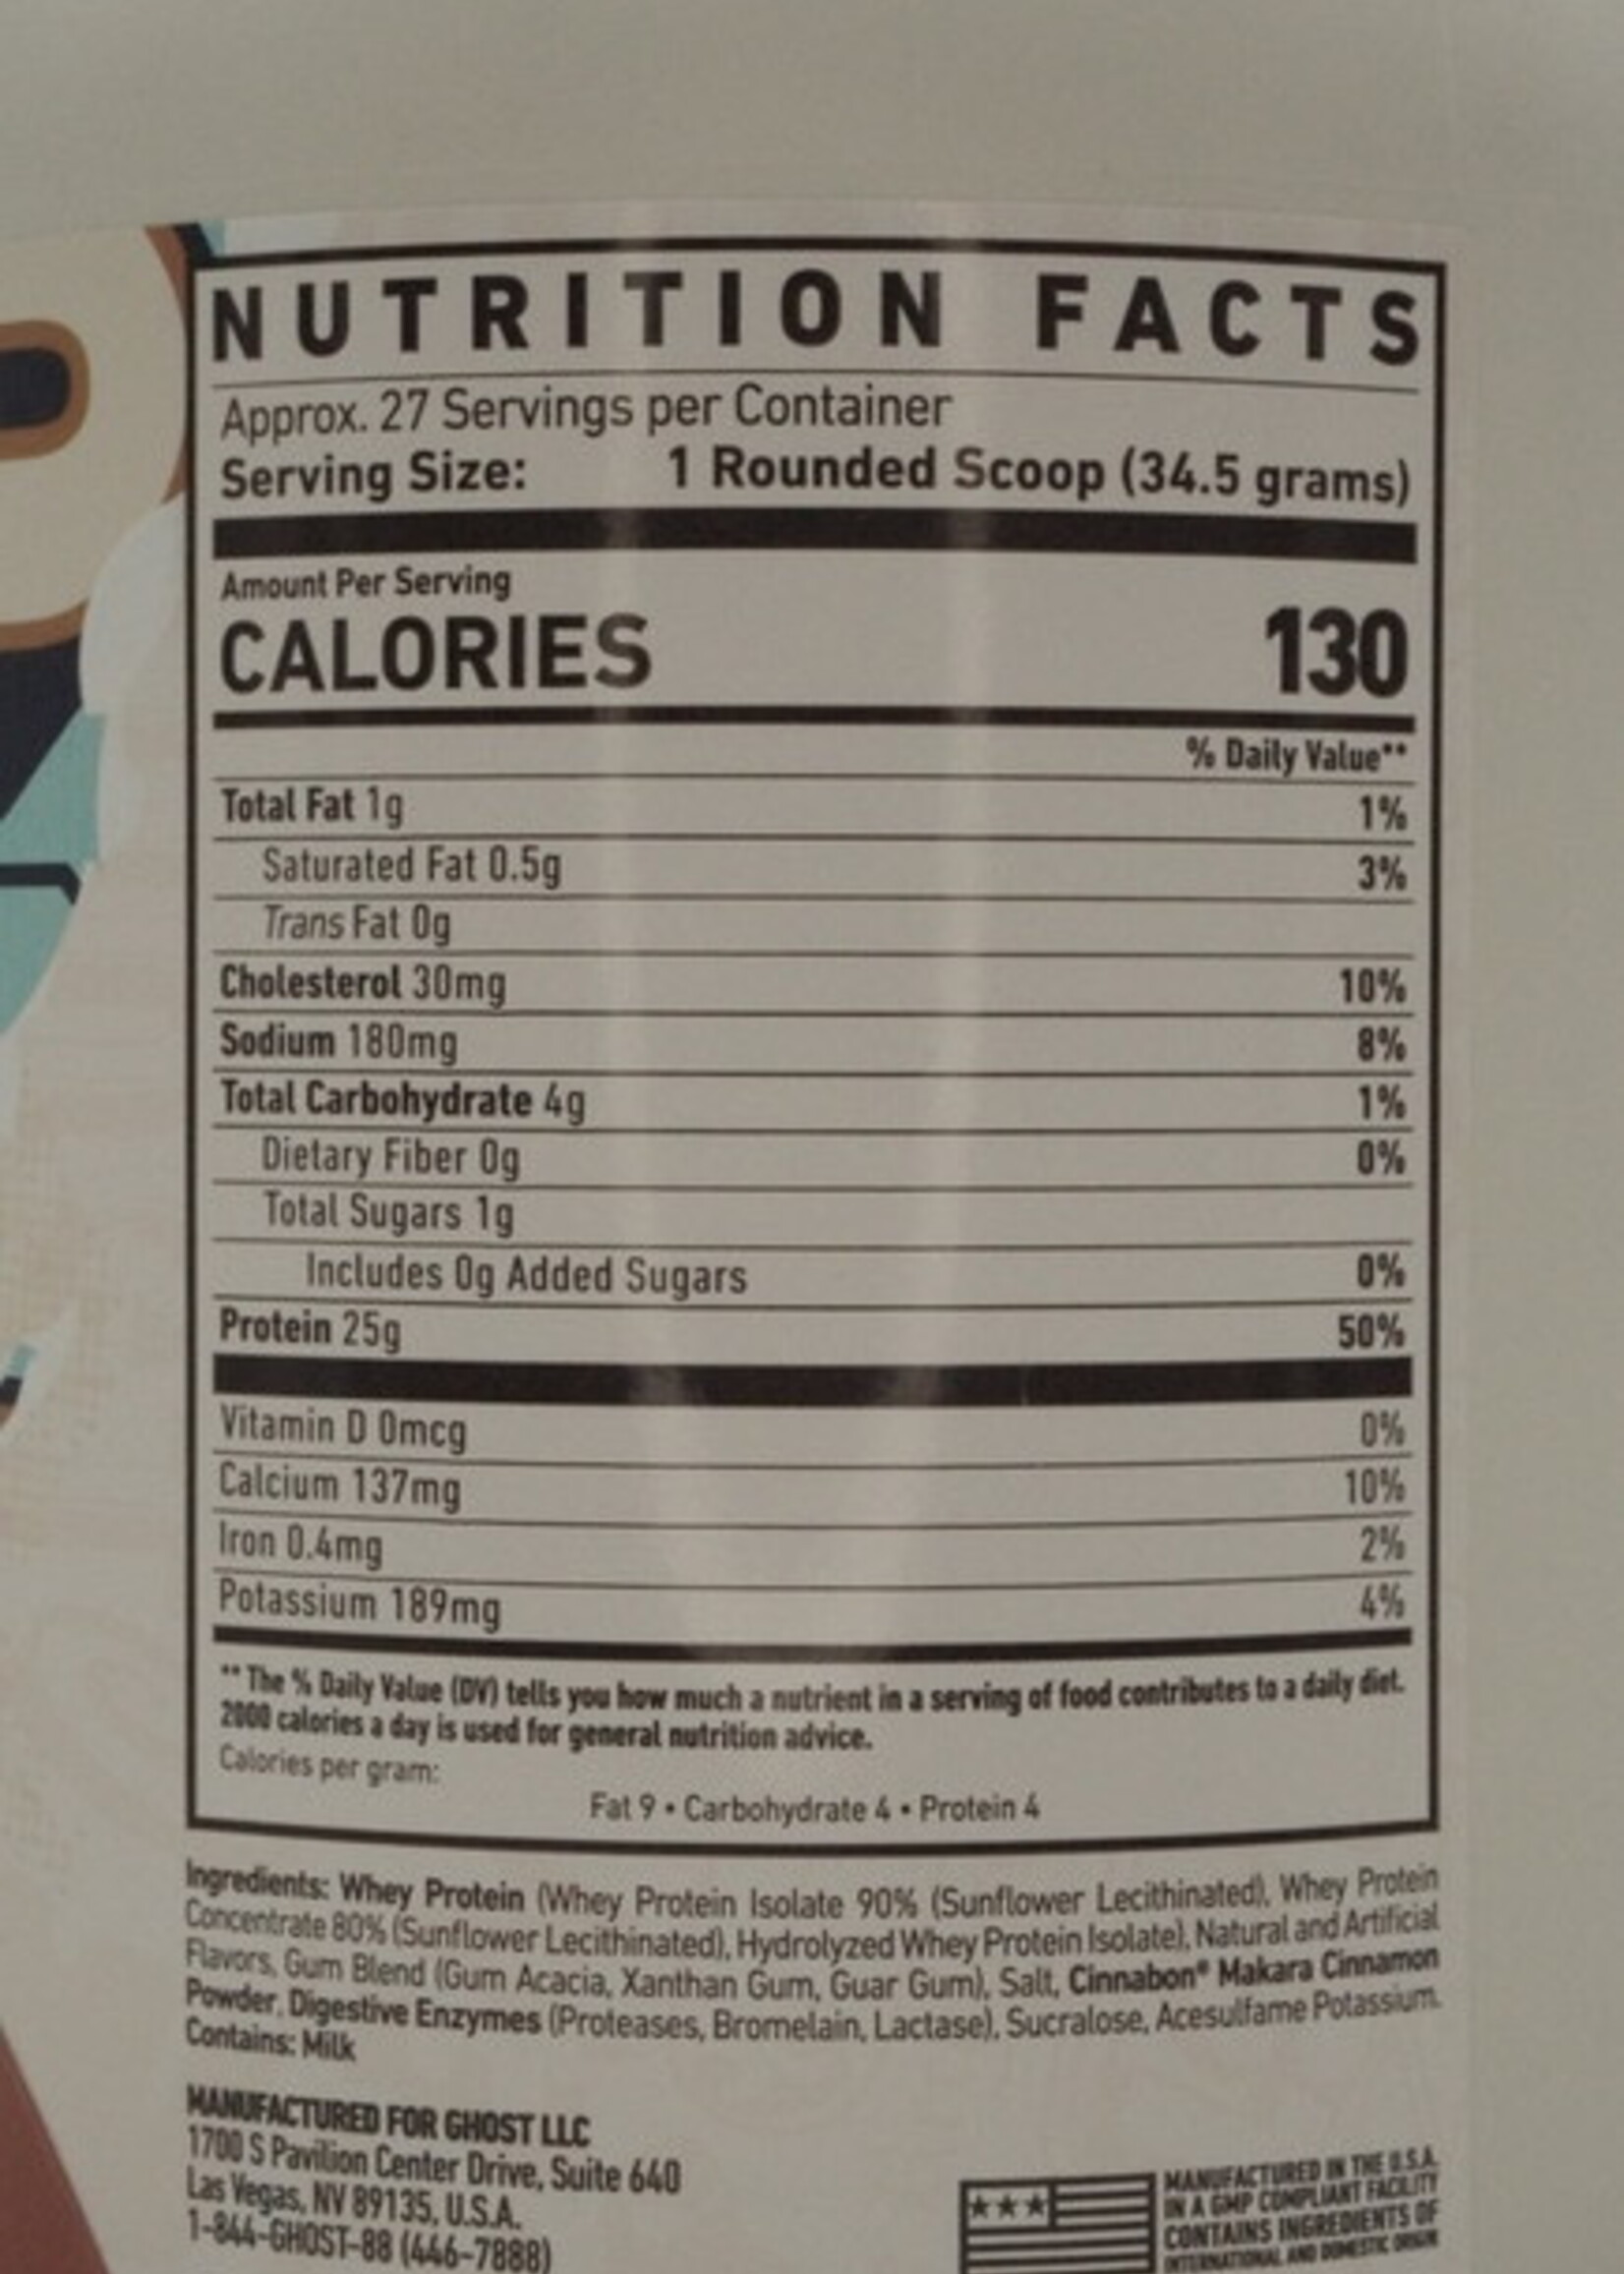 NUTRITION FACTS
Approx. 27 Servings per Container
Serving Size: 1 Rounded Scoop (34.5 grams)
Amount Per Serving
CALORIES 130
% Daily Value**
Total Fat 1g 1%
Saturated Fat 0.5g 3%
Trans Fat 0g
Cholesterol 30mg 10%
Sodium 180mg 8%
Total Carbohydrate 4g 1%
Dietary Fiber 0g 0%
Total Sugars 1g
Includes 0g Added Sugars 0%
Protein 25g 50%
Vitamin D 0mcg 0%
Calcium 137mg 10%
Iron 0.4mg 2%
Potassium 189mg 4%
** The % Daily Value (DV) tells you how much a nutrient in a serving of food contributes to a daily diet.
2000 calories a day is used for general nutrition advice.
Calories per gram:
Fat 9 • Carbohydrate 4 • Protein 4
Ingredients: Whey Protein (Whey Protein Isolate 90% (Sunflower Lecithinated), Whey Protein
Concentrate 80% (Sunflower Lecithinated), Hydrolyzed Whey Protein Isolate), Natural and Artificial
Flavors, Gum Blend (Gum Acacia, Xanthan Gum, Guar Gum), Salt, Cinnabon® Makara Cinnamon
Powder, Digestive Enzymes (Proteases, Bromelain, Lactase), Sucralose, Acesulfame Potassium.
Contains: Milk
MANUFACTURED FOR GHOST LLC
1700 S Pavilion Center Drive, Suite 640
Las Vegas, NV 89135, U.S.A.
1-844-GHOST-88 (446-7888)
MANUFACTURED IN THE U.S.A.
IN A GMP COMPLIANT FACILITY
CONTAINS INGREDIENTS OF
INTERNATIONAL AND DOMESTIC ORIGIN